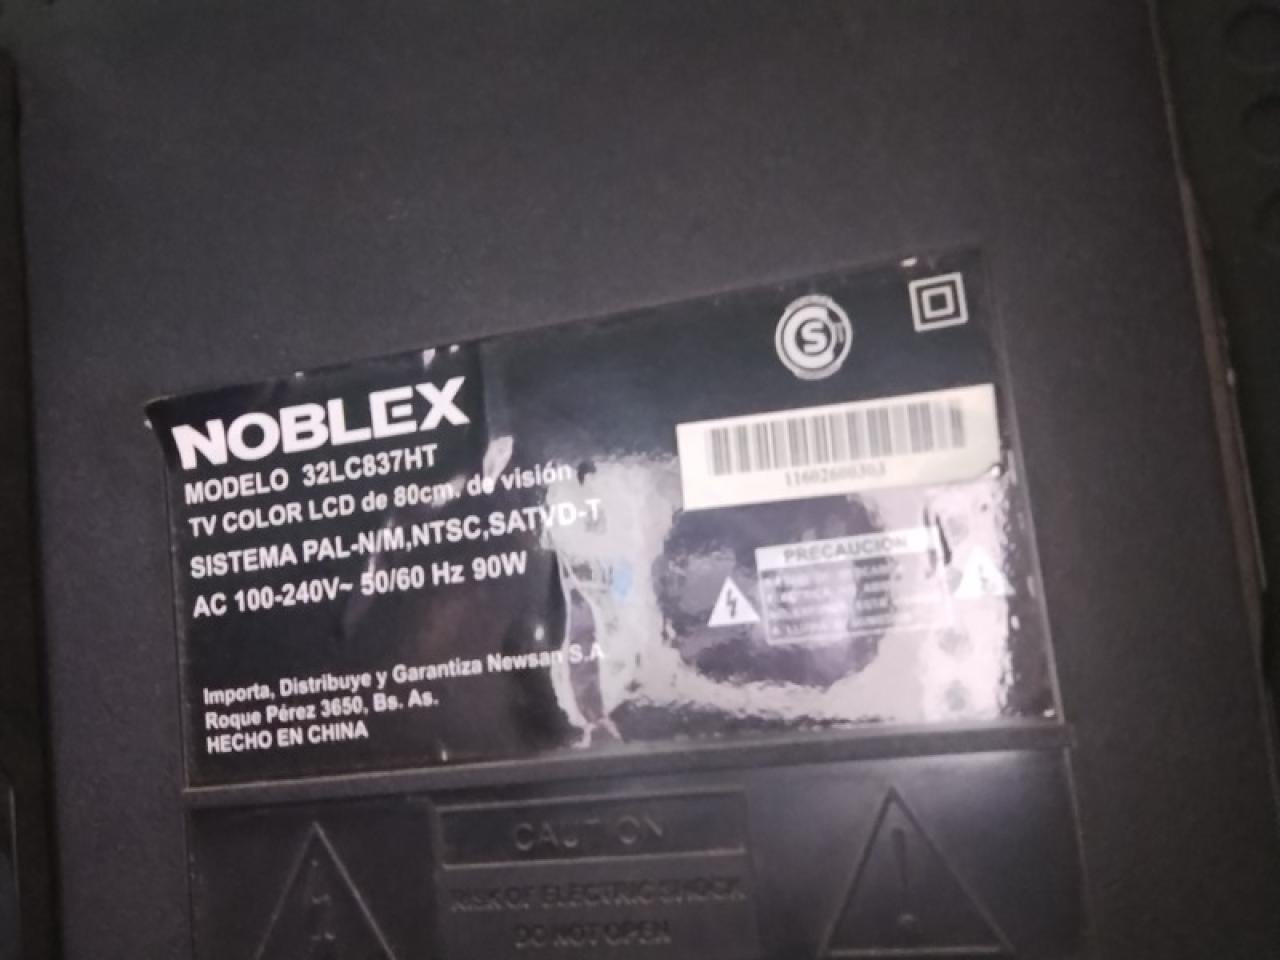 NOBLEX
MODELO 32LC837HT
TV COLOR LCD de 80cm. de visión
SISTEMA PAL-N/M,NTSC,SATVD-T
AC 100-240V~ 50/60 Hz 90W
Importa, Distribuye y Garantiza Newsan S.A
Roque Pérez 3650, Bs. As.
HECHO EN CHINA
S
PRECAUCION
CAUTION
RISK OF ELECTRIC SHOCK
DO NOT OPEN